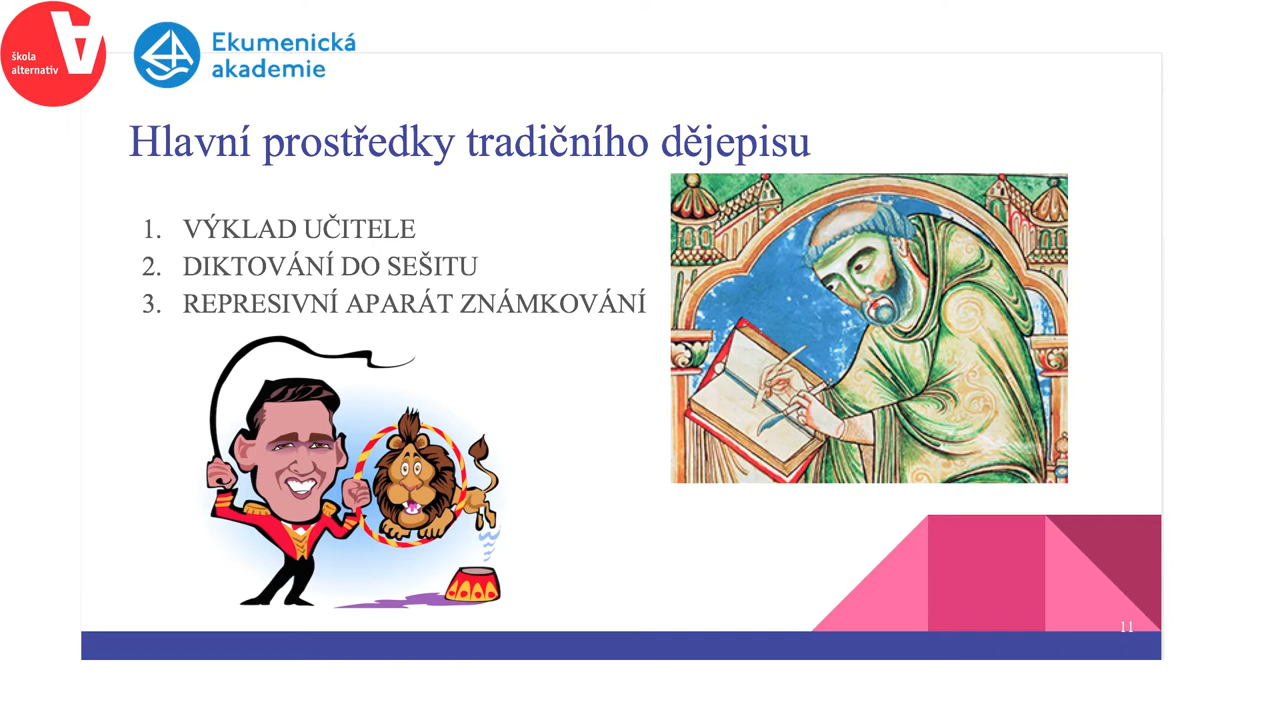 škola
alternativ
Ekumenická
akademie
Hlavní prostředky tradičního dějepisu
1. VÝKLAD UČITELE
2. DIKTOVÁNÍ DO SEŠITU
3. REPRESIVNÍ APARÁT ZNÁMKOVÁNÍ
11